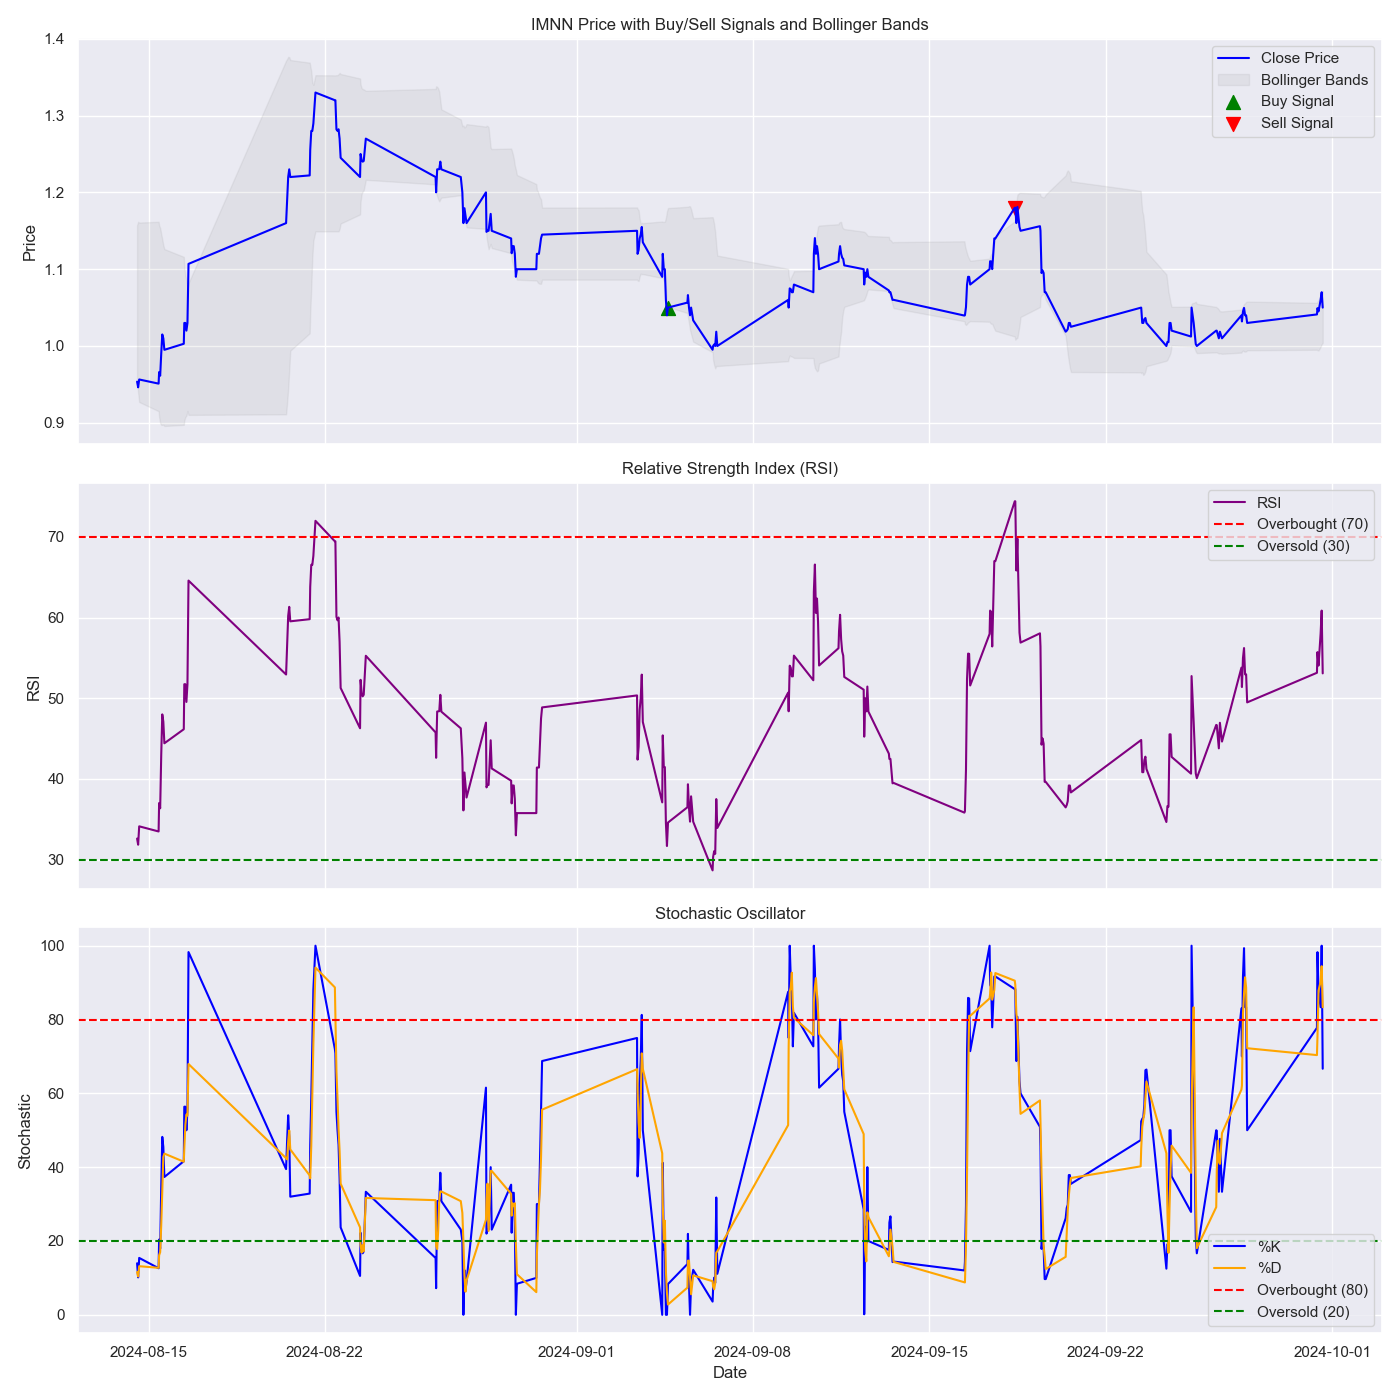 IMNN Price with Buy/Sell Signals and Bollinger Bands
1.4
1.3
1.2
1.1
1.0
0.9
Price
Close Price
Bollinger Bands
Buy Signal
Sell Signal
Relative Strength Index (RSI)
70
60
50
40
30
RSI
RSI
Overbought (70)
Oversold (30)
Stochastic Oscillator
100
80
60
40
20
0
Stochastic
%K
%D
Overbought (80)
Oversold (20)
2024-08-15
2024-08-22
2024-09-01
2024-09-08
2024-09-15
2024-09-22
2024-10-01
Date